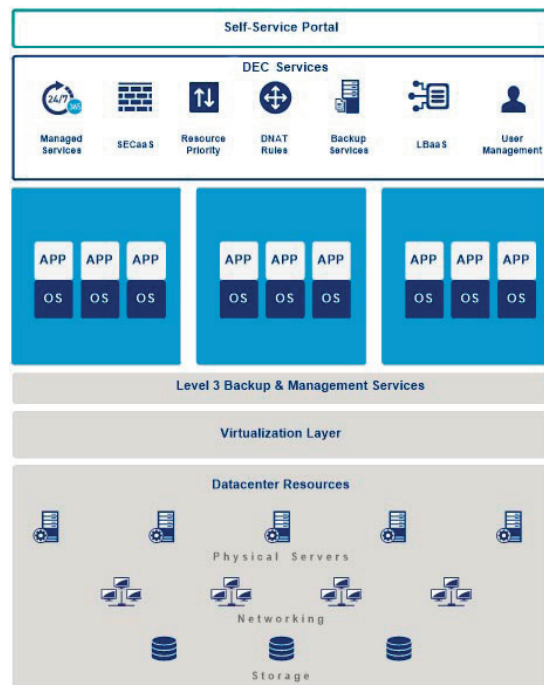 Self-Service Portal
DEC Services
24/7
365
Managed
Services
SECaaS
Resource
Priority
DNAT
Rules
Backup
Services
LBaaS
User
Management
APP APP APP APP APP APP APP APP APP
OS OS OS OS OS OS OS OS OS
Level 3 Backup & Management Services
Virtualization Layer
Datacenter Resources
Physical Servers
Networking
Storage